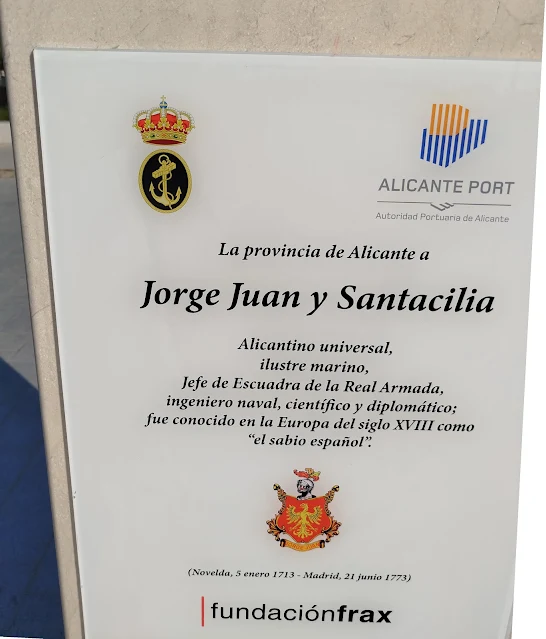 ALICANTE PORT
Autoridad Portuaria de Alicante
La provincia de Alicante a
Jorge Juan y Santacilia
Alicantino universal,
ilustre marino,
Jefe de Escuadra de la Real Armada,
ingeniero naval, científico y diplomático;
fue conocido en la Europa del siglo XVIII como
“el sabio español”.
(Novelda, 5 enero 1713 - Madrid, 21 junio 1773)
fundaciónfrax